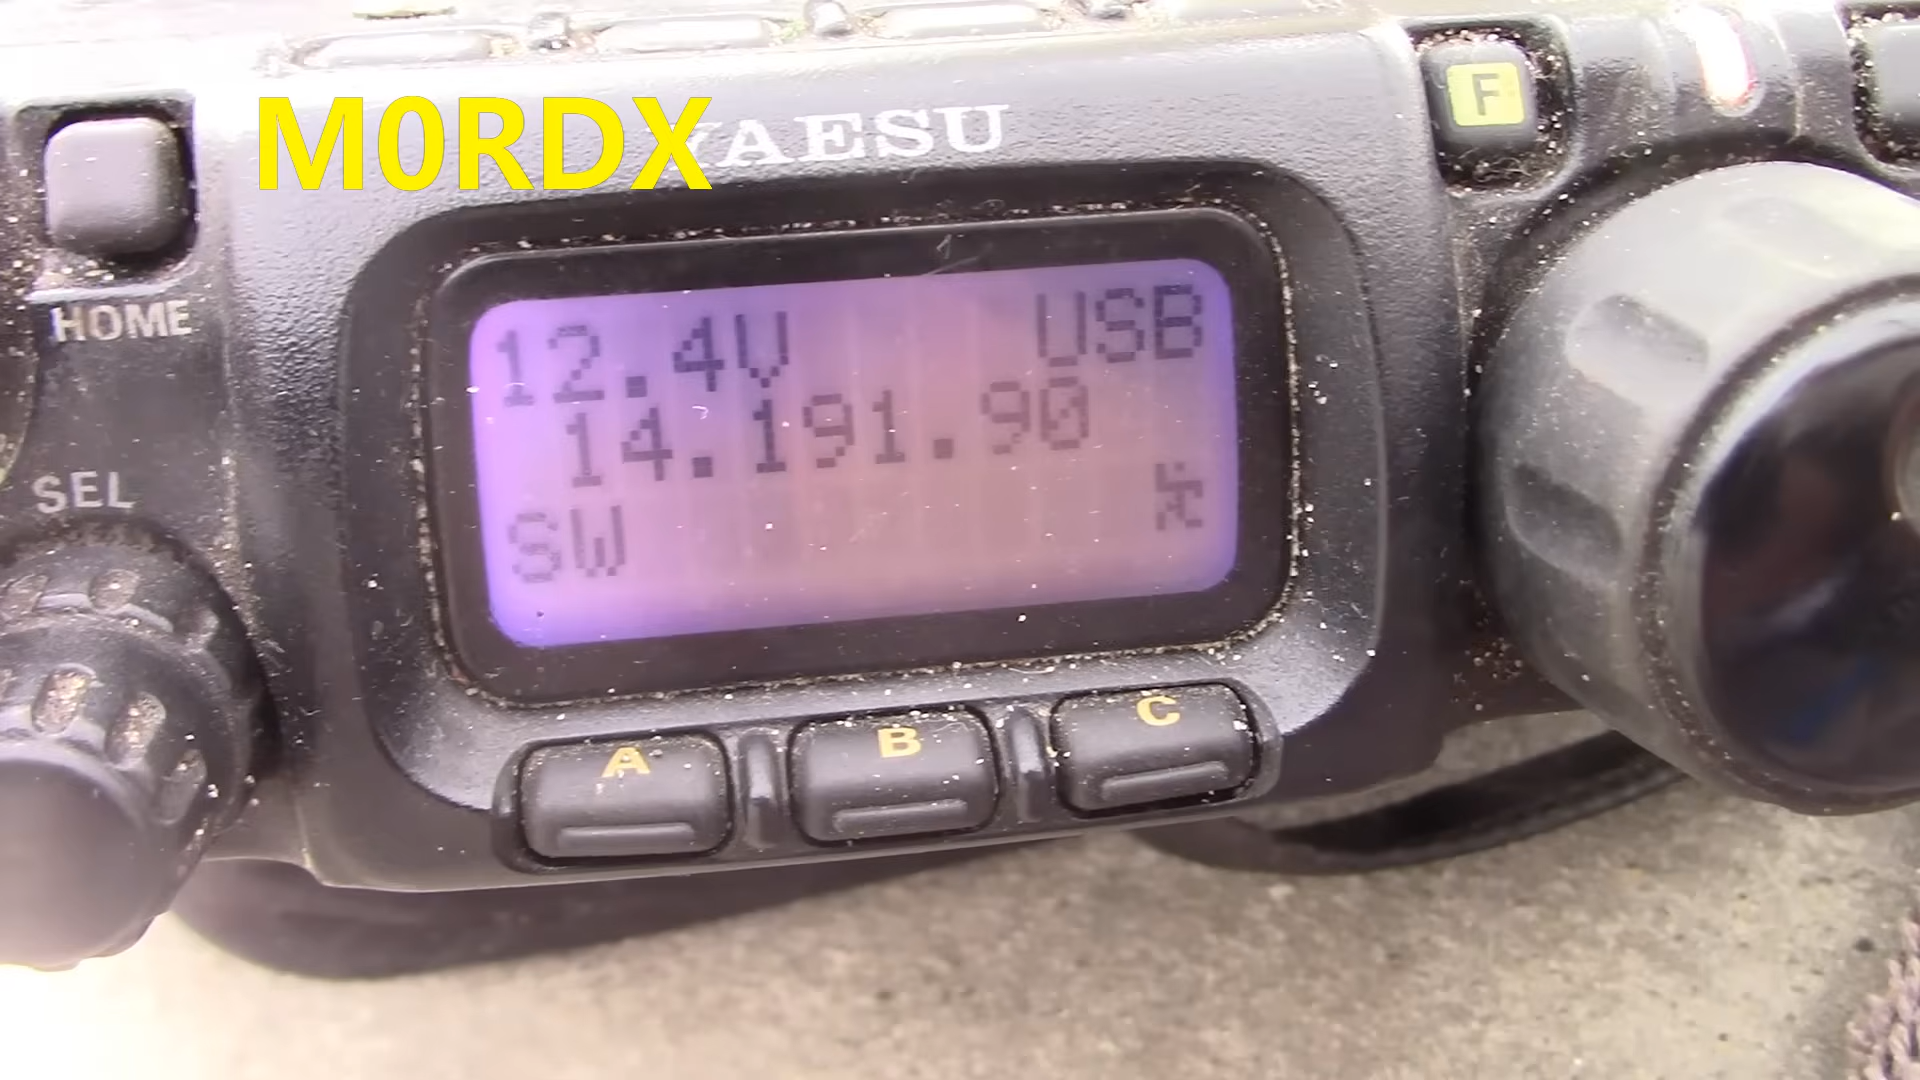 M0RDX
YAESU
F
HOME
12.4V USB
14.191.90
SEL
SW
A B C